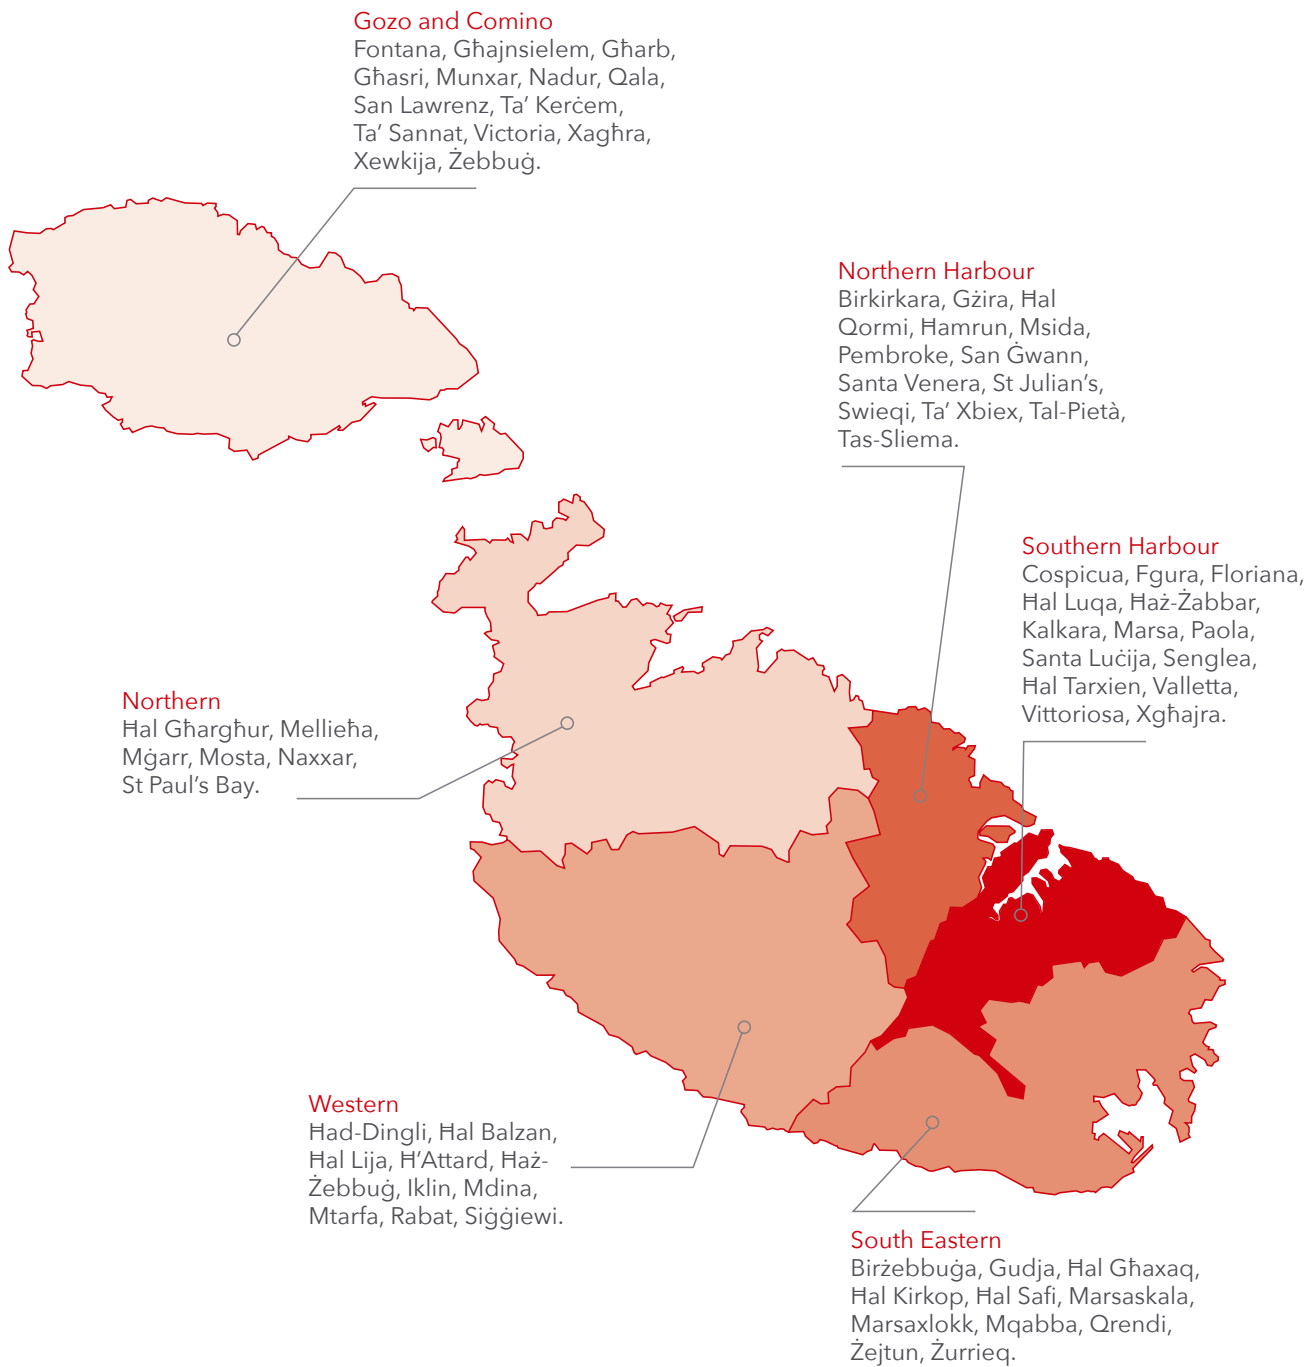 Gozo and Comino
Fontana, Għajnsielem, Għarb,
Għasri, Munxar, Nadur, Qala,
San Lawrenz, Ta’ Kerċem,
Ta’ Sannat, Victoria, Xagħra,
Xewkija, Żebbuġ.
Northern Harbour
Birkirkara, Gżira, Ħal
Qormi, Ħamrun, Msida,
Pembroke, San Ġwann,
Santa Venera, St Julian’s,
Swieqi, Ta’ Xbiex, Tal-Pietà,
Tas-Sliema.
Southern Harbour
Cospicua, Fgura, Floriana,
Ħal Luqa, Ħaż-Żabbar,
Kalkara, Marsa, Paola,
Santa Luċija, Senglea,
Ħal Tarxien, Valletta,
Vittoriosa, Xgħajra.
Northern
Ħal Għargħur, Mellieħa,
Mġarr, Mosta, Naxxar,
St Paul’s Bay.
Western
Ħad-Dingli, Ħal Balzan,
Ħal Lija, Ħ’Attard, Ħaż-
Żebbuġ, Iklin, Mdina,
Mtarfa, Rabat, Siġġiewi.
South Eastern
Birżebbuġa, Gudja, Ħal Għaxaq,
Ħal Kirkop, Ħal Safi, Marsaskala,
Marsaxlokk, Mqabba, Qrendi,
Żejtun, Żurrieq.